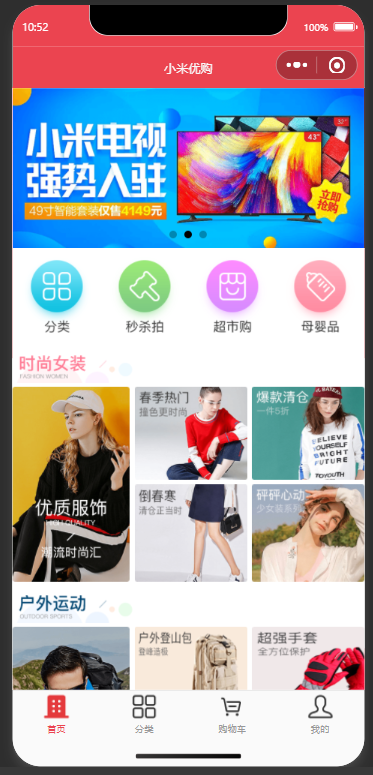 10:52
100%
小米优购
小米电视
强势入驻
49寸智能套装仅售4149元
32"
43"
立即
抢购
分类
秒杀拍
超市购
母婴品
时尚女装
FASHION WOMEN
优质服饰
HIGH QUALITY
潮流时尚汇
春季热门
撞色更时尚
爆款清仓
一件5折
BELIEVE
YOURSELF
BRIGHT
FUTURE
TOYOUTH
倒春寒
清仓正当时
砰砰心动
少女装系列
户外运动
OUTDOOR SPORTS
户外登山包
登峰造极
超强手套
全方位保护
首页
分类
购物车
我的